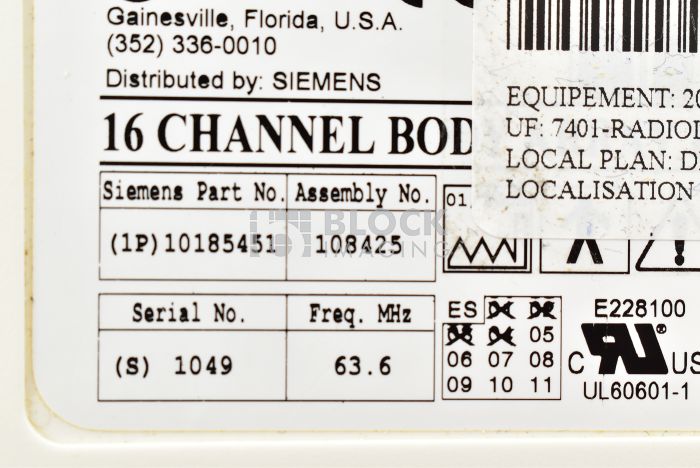 Gainesville, Florida, U.S.A.
(352) 336-0010
Distributed by: SIEMENS
16 CHANNEL BOD
EQUIPEMENT: 20
UF: 7401-RADIOL
LOCAL PLAN: D
LOCALISATION
Siemens Part No. Assembly No.
01
(1P)10185451 108425
BLOCK
IMAGING
Serial No. Freq. MHz
(S) 1049 63.6
ES
05
06 07 08
09 10 11
E228100
C US
UL60601-1